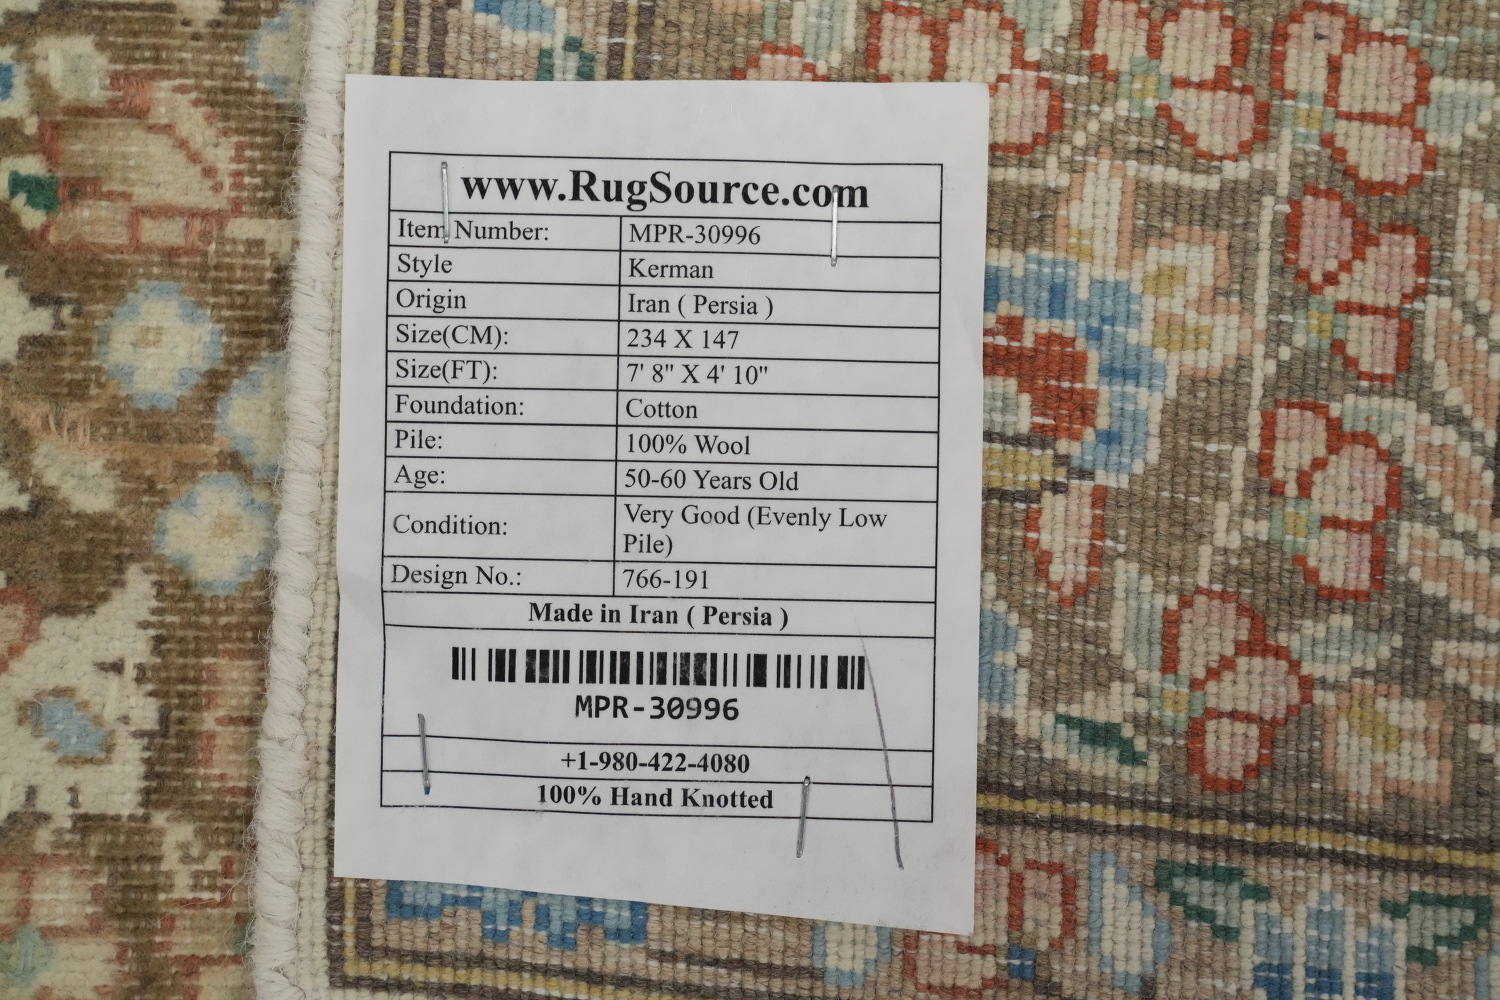 www.RugSource.com
Item Number: MPR-30996
Style Kerman
Origin Iran ( Persia )
Size(CM): 234 X 147
Size(FT): 7' 8" X 4' 10"
Foundation: Cotton
Pile: 100% Wool
Age: 50-60 Years Old
Condition: Very Good (Evenly Low
Pile)
Design No.: 766-191
Made in Iran ( Persia )
MPR-30996
+1-980-422-4080
100% Hand Knotted